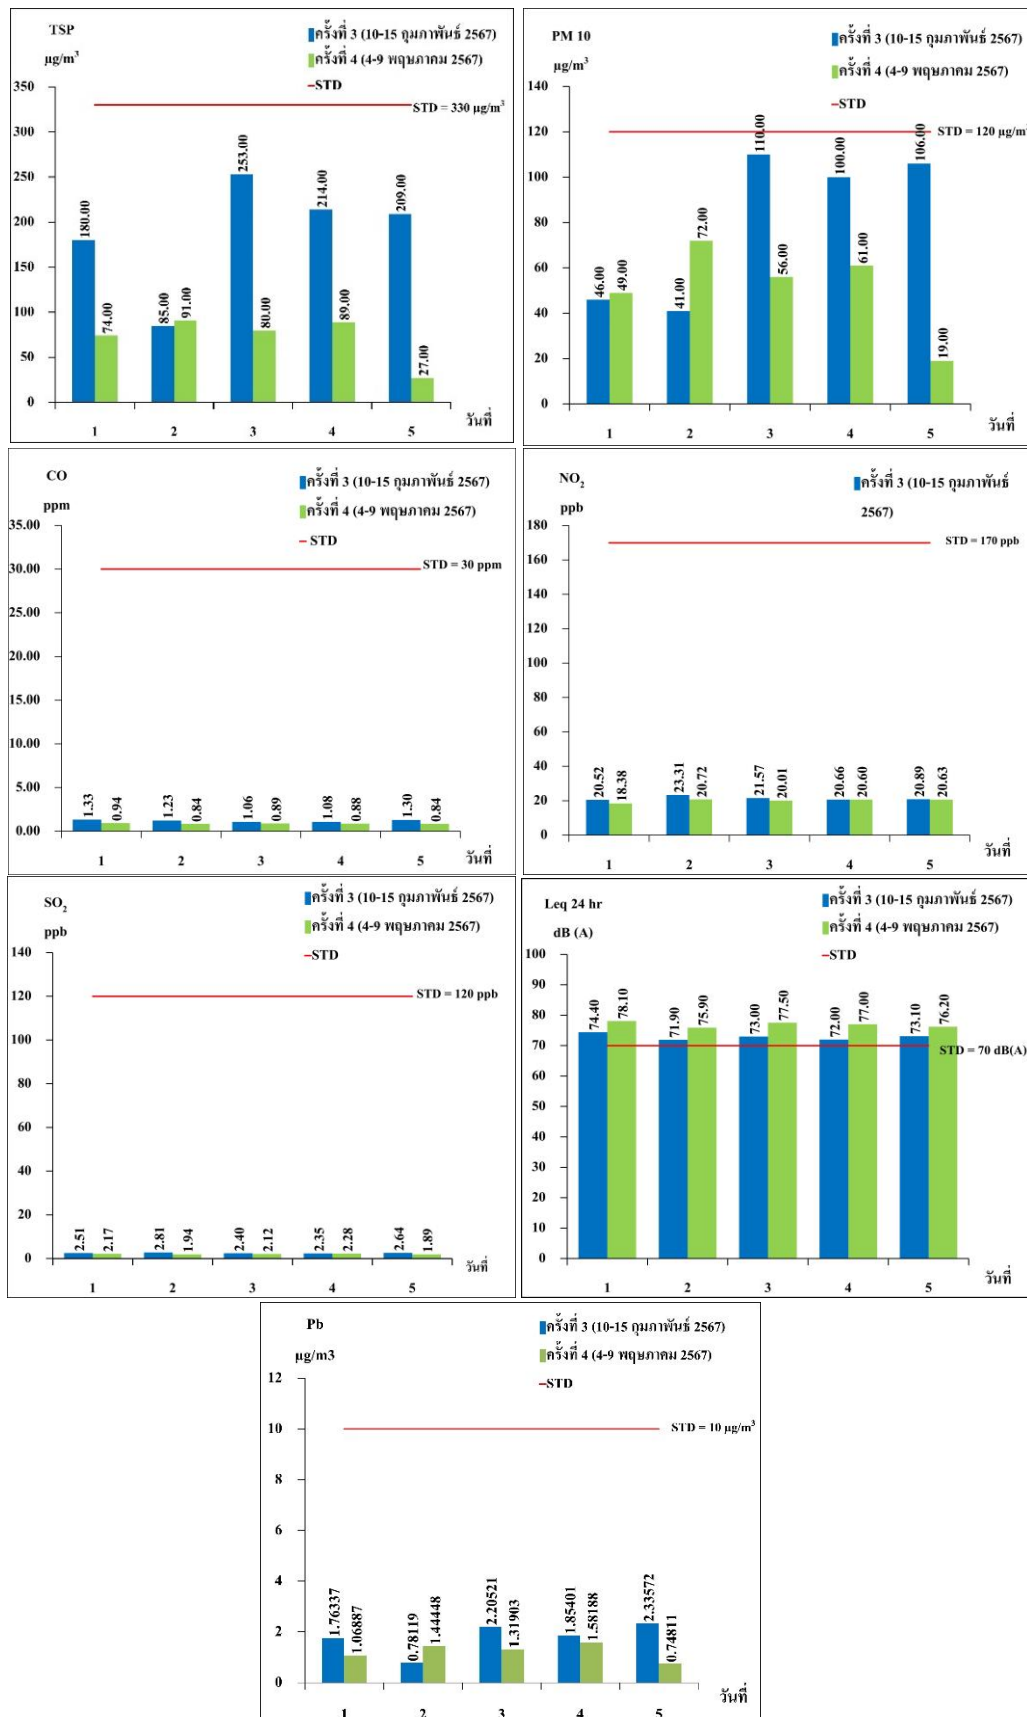 TSP
µg/m³
ครั้งที่ 3 (10-15 กุมภาพันธ์ 2567)
ครั้งที่ 4 (4-9 พฤษภาคม 2567)
STD
350
300
250
200
150
100
50
0
STD = 330 µg/m³
180.00
74.00
85.00
91.00
253.00
80.00
214.00
89.00
209.00
27.00
1 2 3 4 5
วันที่
PM 10
µg/m³
ครั้งที่ 3 (10-15 กุมภาพันธ์ 2567)
ครั้งที่ 4 (4-9 พฤษภาคม 2567)
STD
140
120
100
80
60
40
20
0
STD = 120 µg/m³
46.00
49.00
41.00
72.00
110.00
56.00
100.00
61.00
106.00
19.00
1 2 3 4 5
วันที่
CO
ppm
ครั้งที่ 3 (10-15 กุมภาพันธ์ 2567)
ครั้งที่ 4 (4-9 พฤษภาคม 2567)
STD
35.00
30.00
25.00
20.00
15.00
10.00
5.00
0.00
STD = 30 ppm
1.33
0.94
1.23
0.84
1.06
0.89
1.08
0.88
1.30
0.84
1 2 3 4 5
วันที่
NO₂
ppb
ครั้งที่ 3 (10-15 กุมภาพันธ์
2567)
180
160
140
120
100
80
60
40
20
0
STD = 170 ppb
20.52
18.38
23.31
20.72
21.57
20.01
20.66
20.60
20.89
20.63
1 2 3 4 5
วันที่
SO₂
ppb
ครั้งที่ 3 (10-15 กุมภาพันธ์ 2567)
ครั้งที่ 4 (4-9 พฤษภาคม 2567)
STD
140
120
100
80
60
40
20
0
STD = 120 ppb
2.51
2.17
2.81
1.94
2.40
2.12
2.35
2.28
2.64
1.89
1 2 3 4 5
วันที่
Leq 24 hr
dB (A)
ครั้งที่ 3 (10-15 กุมภาพันธ์ 2567)
ครั้งที่ 4 (4-9 พฤษภาคม 2567)
STD
100
90
80
70
60
50
40
30
20
10
0
STD = 70 dB(A)
74.40
78.10
71.90
75.90
73.00
77.50
72.00
77.00
73.10
76.20
1 2 3 4 5
วันที่
Pb
µg/m3
ครั้งที่ 3 (10-15 กุมภาพันธ์ 2567)
ครั้งที่ 4 (4-9 พฤษภาคม 2567)
STD
12
10
8
6
4
2
0
STD = 10 µg/m³
1.76337
1.06887
0.78119
1.44448
2.20521
1.31903
1.85401
1.58188
2.33572
0.74811
1 2 3 4 5
วันที่